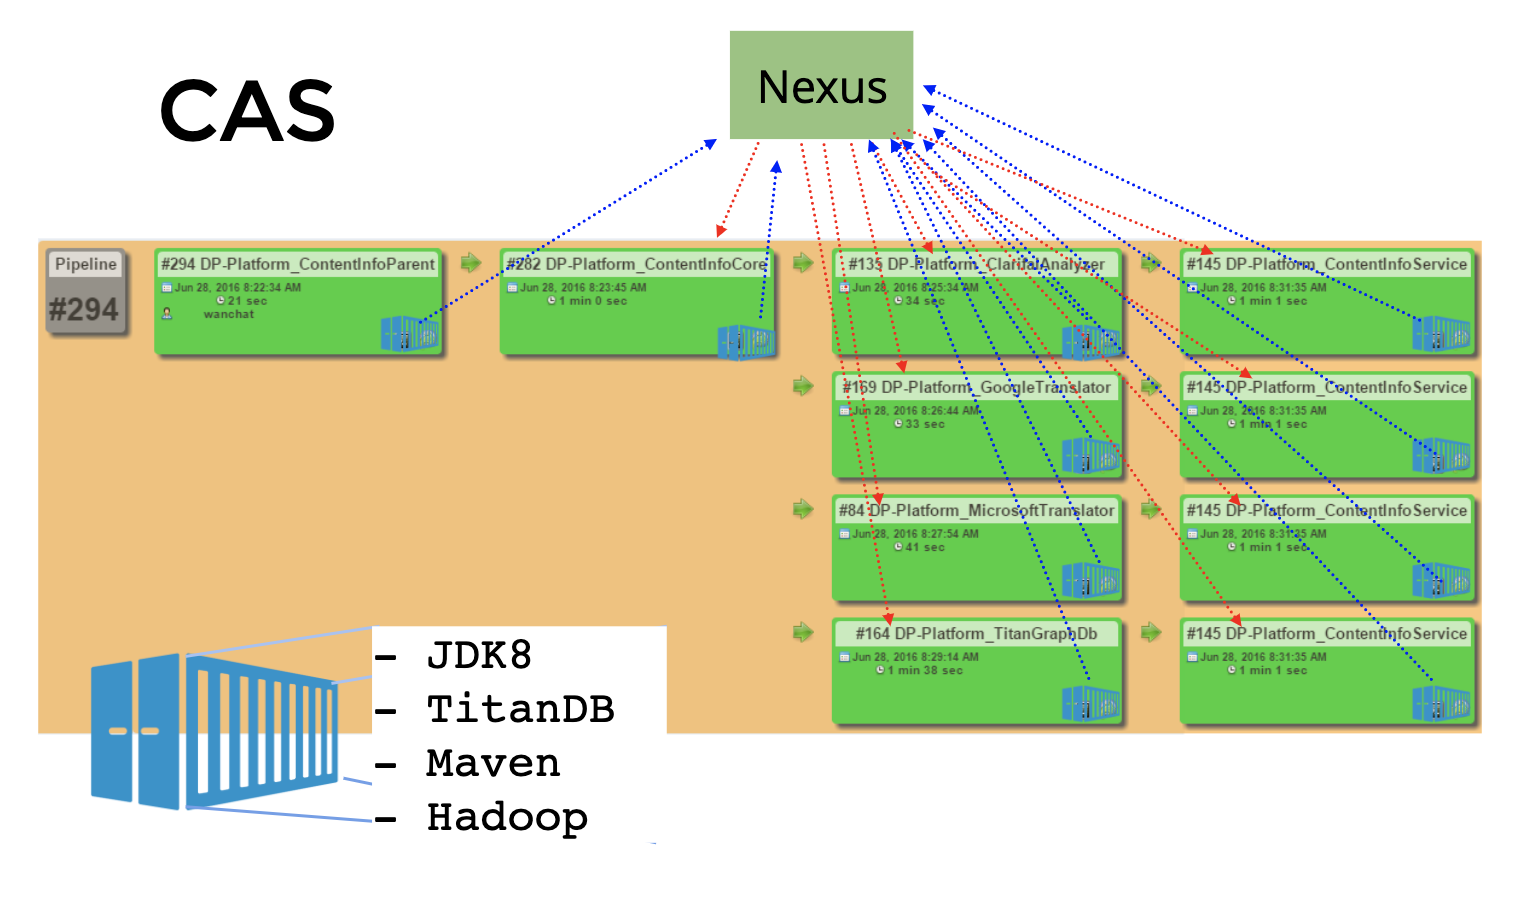 Nexus
CAS
Pipeline
#294
#294 DP-Platform_ContentInfoParent
Jun 28, 2016 8:22:34 AM
21 sec
wanchat
#282 DP-Platform_ContentInfoCore
Jun 28, 2016 8:23:45 AM
1 min 0 sec
#135 DP-Platform_ClarifaiAnalyzer
Jun 28, 2016 8:25:34 AM
34 sec
#145 DP-Platform_ContentInfoService
Jun 28, 2016 8:31:35 AM
1 min 1 sec
#169 DP-Platform_GoogleTranslator
Jun 28, 2016 8:26:44 AM
33 sec
#145 DP-Platform_ContentInfoService
Jun 28, 2016 8:31:35 AM
1 min 1 sec
#84 DP-Platform_MicrosoftTranslator
Jun 28, 2016 8:27:54 AM
41 sec
#145 DP-Platform_ContentInfoService
Jun 28, 2016 8:31:35 AM
1 min 1 sec
#164 DP-Platform_TitanGraphDb
Jun 28, 2016 8:29:14 AM
1 min 38 sec
#145 DP-Platform_ContentInfoService
Jun 28, 2016 8:31:35 AM
1 min 1 sec
- JDK8
- TitanDB
- Maven
- Hadoop